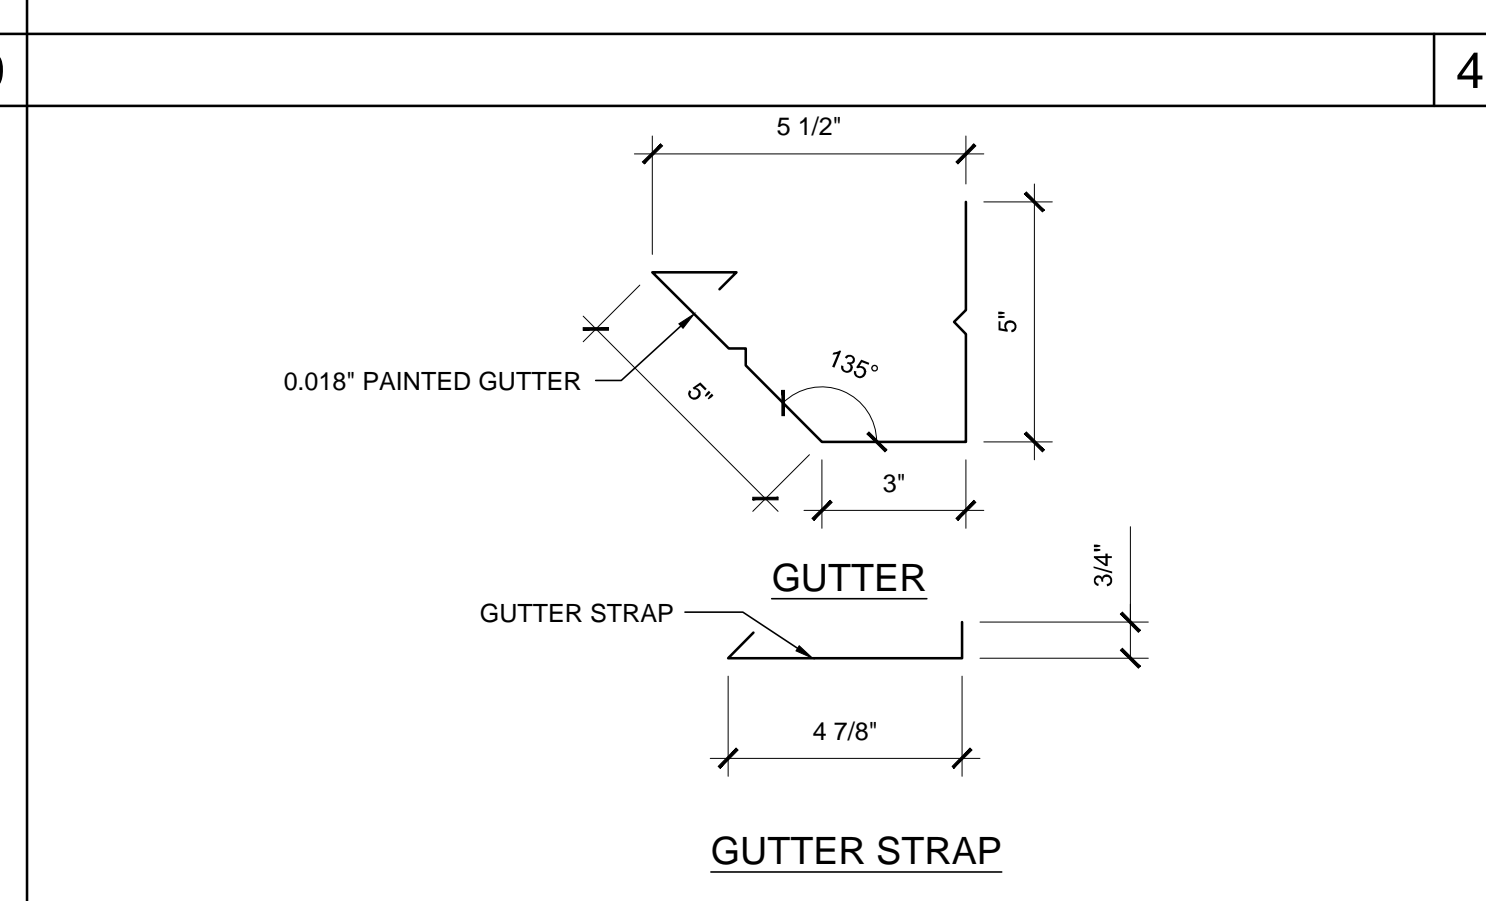 4
5 1/2"
5"
135°
0.018" PAINTED GUTTER
5"
3"
GUTTER
3/4"
GUTTER STRAP
4 7/8"
GUTTER STRAP